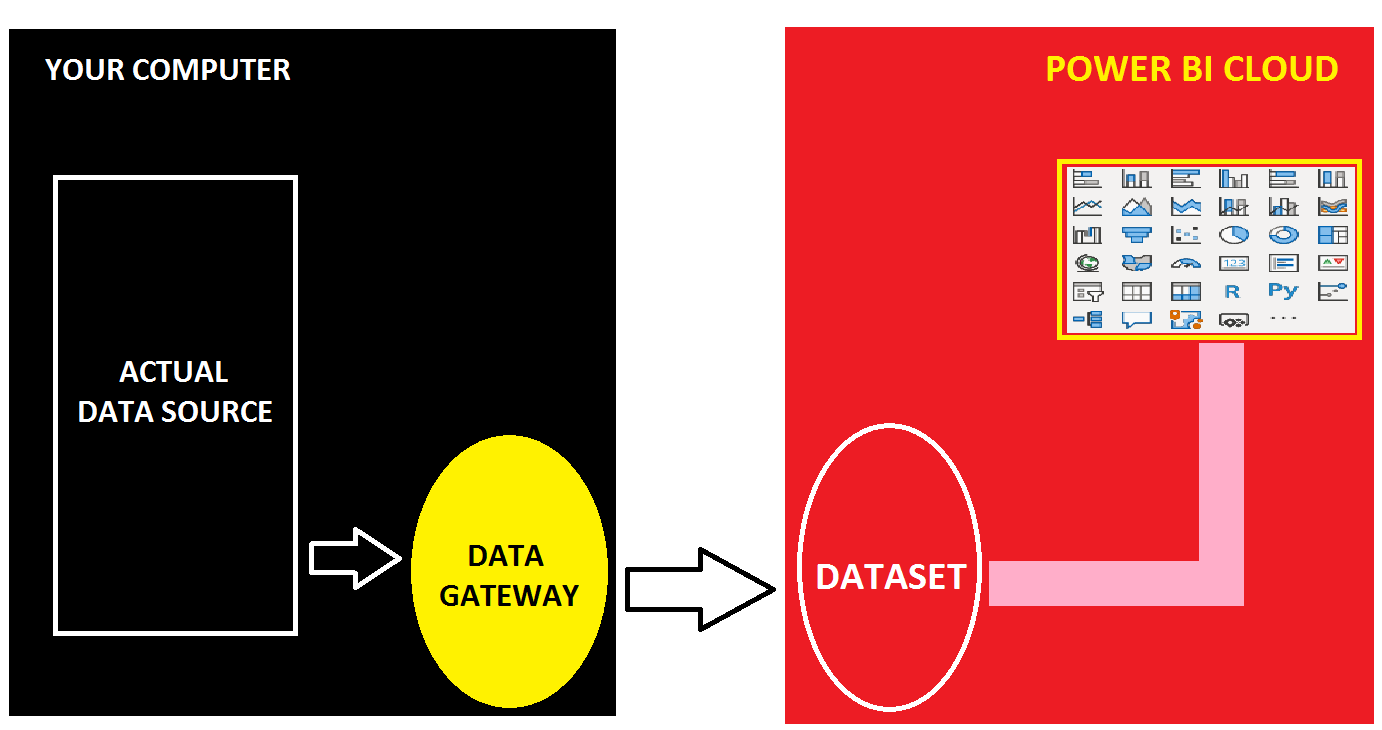 YOUR COMPUTER
POWER BI CLOUD
123
R
Py
ACTUAL
DATA SOURCE
DATA
GATEWAY
DATASET